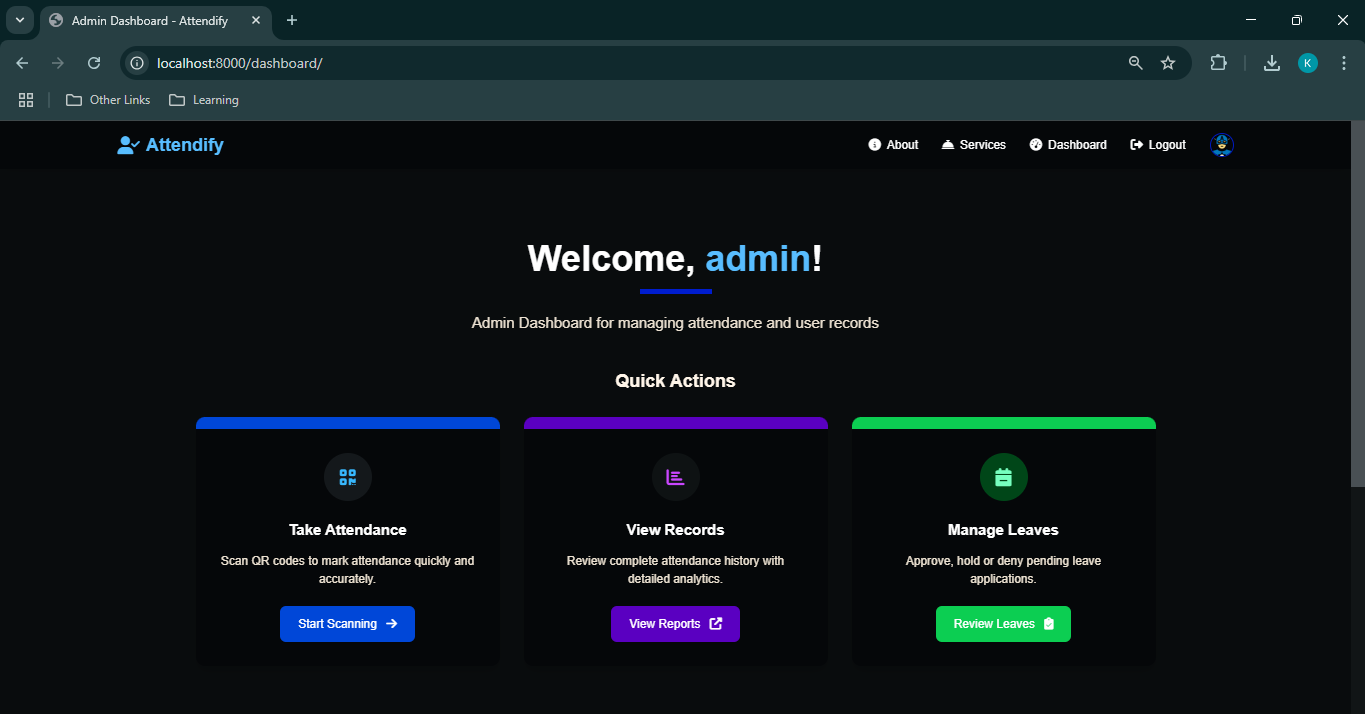 Admin Dashboard - Attendify
localhost:8000/dashboard/
K
Other Links
Learning
Attendify
About
Services
Dashboard
Logout
Welcome, admin!
Admin Dashboard for managing attendance and user records
Quick Actions
Take Attendance
Scan QR codes to mark attendance quickly and
accurately.
Start Scanning
View Records
Review complete attendance history with
detailed analytics.
View Reports
Manage Leaves
Approve, hold or deny pending leave
applications.
Review Leaves